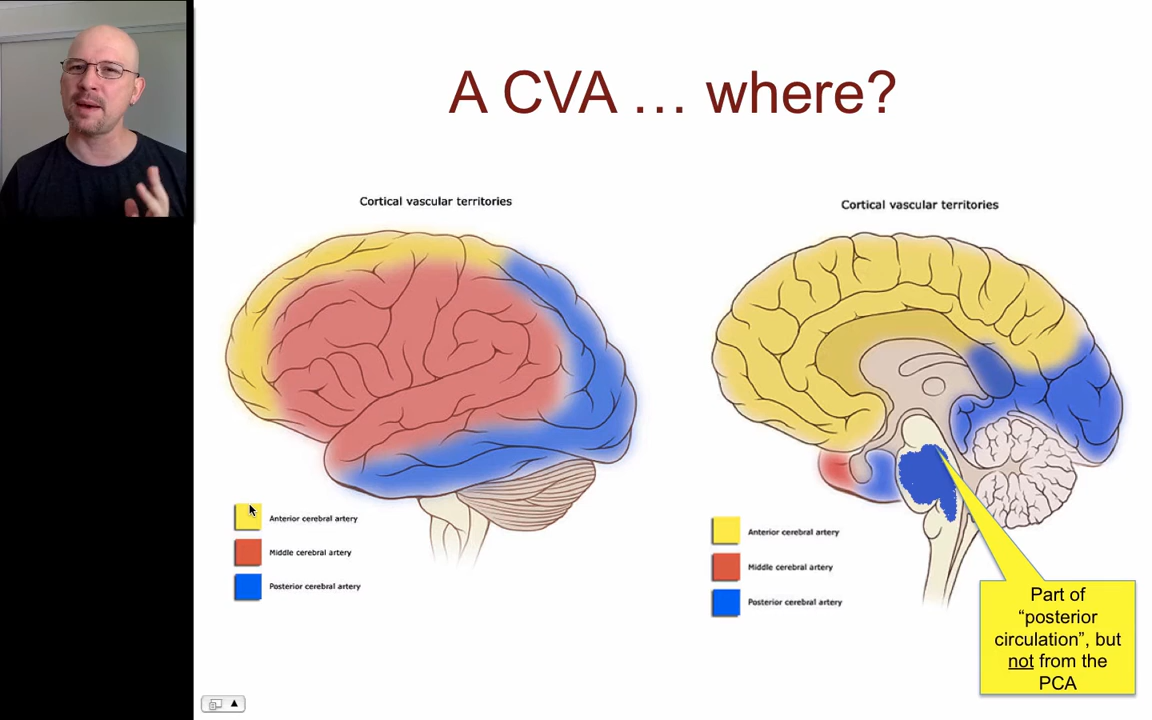 A CVA … where?
Cortical vascular territories
Anterior cerebral artery
Middle cerebral artery
Posterior cerebral artery
Cortical vascular territories
Anterior cerebral artery
Middle cerebral artery
Posterior cerebral artery
Part of
“posterior
circulation”, but
not from the
PCA